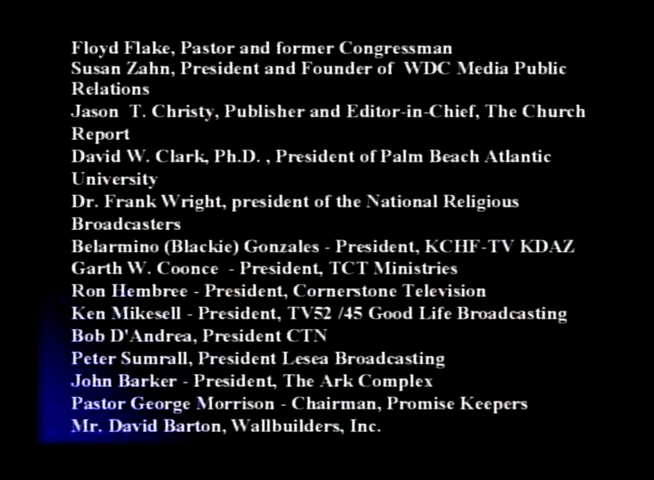 Floyd Flake, Pastor and former Congressman
Susan Zahn, President and Founder of  WDC Media Public
Relations
Jason  T. Christy, Publisher and Editor-in-Chief, The Church
Report
David W. Clark, Ph.D. , President of Palm Beach Atlantic
University
Dr. Frank Wright, president of the National Religious
Broadcasters
Belarmino (Blackie) Gonzales - President, KCHF-TV KDAZ
Garth W. Coonce  - President, TCT Ministries
Ron Hembree - President, Cornerstone Television
Ken Mikesell - President, TV52 /45 Good Life Broadcasting
Bob D'Andrea, President CTN
Peter Sumrall, President Lesea Broadcasting
John Barker - President, The Ark Complex
Pastor George Morrison - Chairman, Promise Keepers
Mr. David Barton, Wallbuilders, Inc.